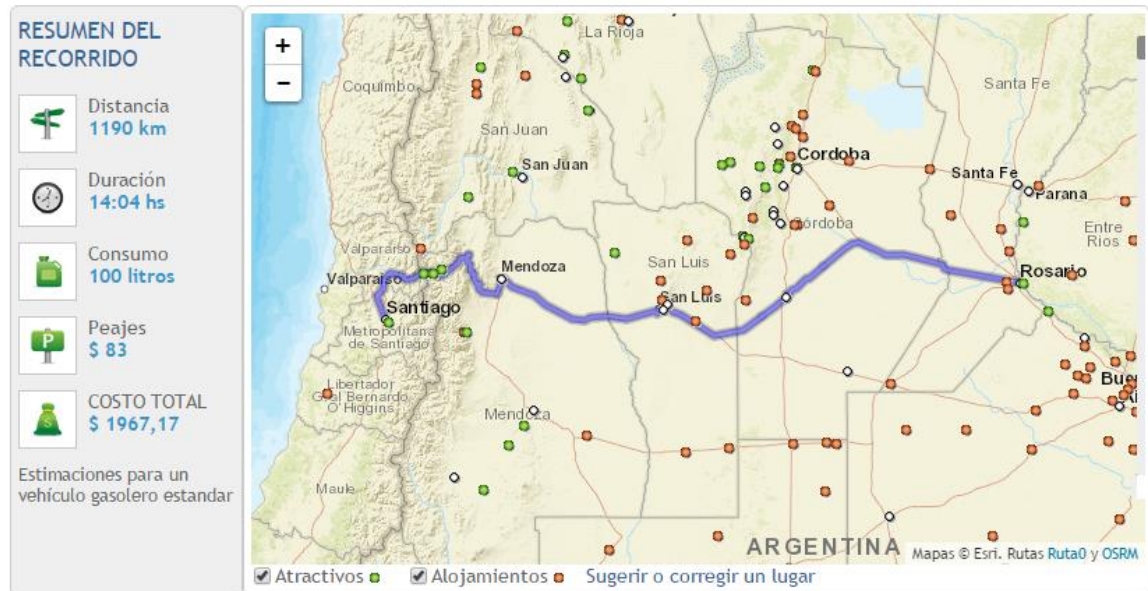 RESUMEN DEL
RECORRIDO
Distancia
1190 km
Duración
14:04 hs
Consumo
100 litros
Peajes
$ 83
COSTO TOTAL
$ 1967,17
Estimaciones para un
vehículo gasolero estandar
+
−
La Rioja
Coquimbo
Santa Fe
San Juan
San Juan
Cordoba
Santa Fe
Parana
Córdoba
Entre
Rios
Valparaíso
San Luis
Mendoza
Valparaiso
Rosario
San Luis
Santiago
Metropolitana
de Santiago
Libertador
Gral Bernardo
O'Higgins
Mendoza
Maule
ARGENTINA
Mapas © Esri. Rutas Ruta0 y OSRM
Atractivos
Alojamientos
Sugerir o corregir un lugar
P